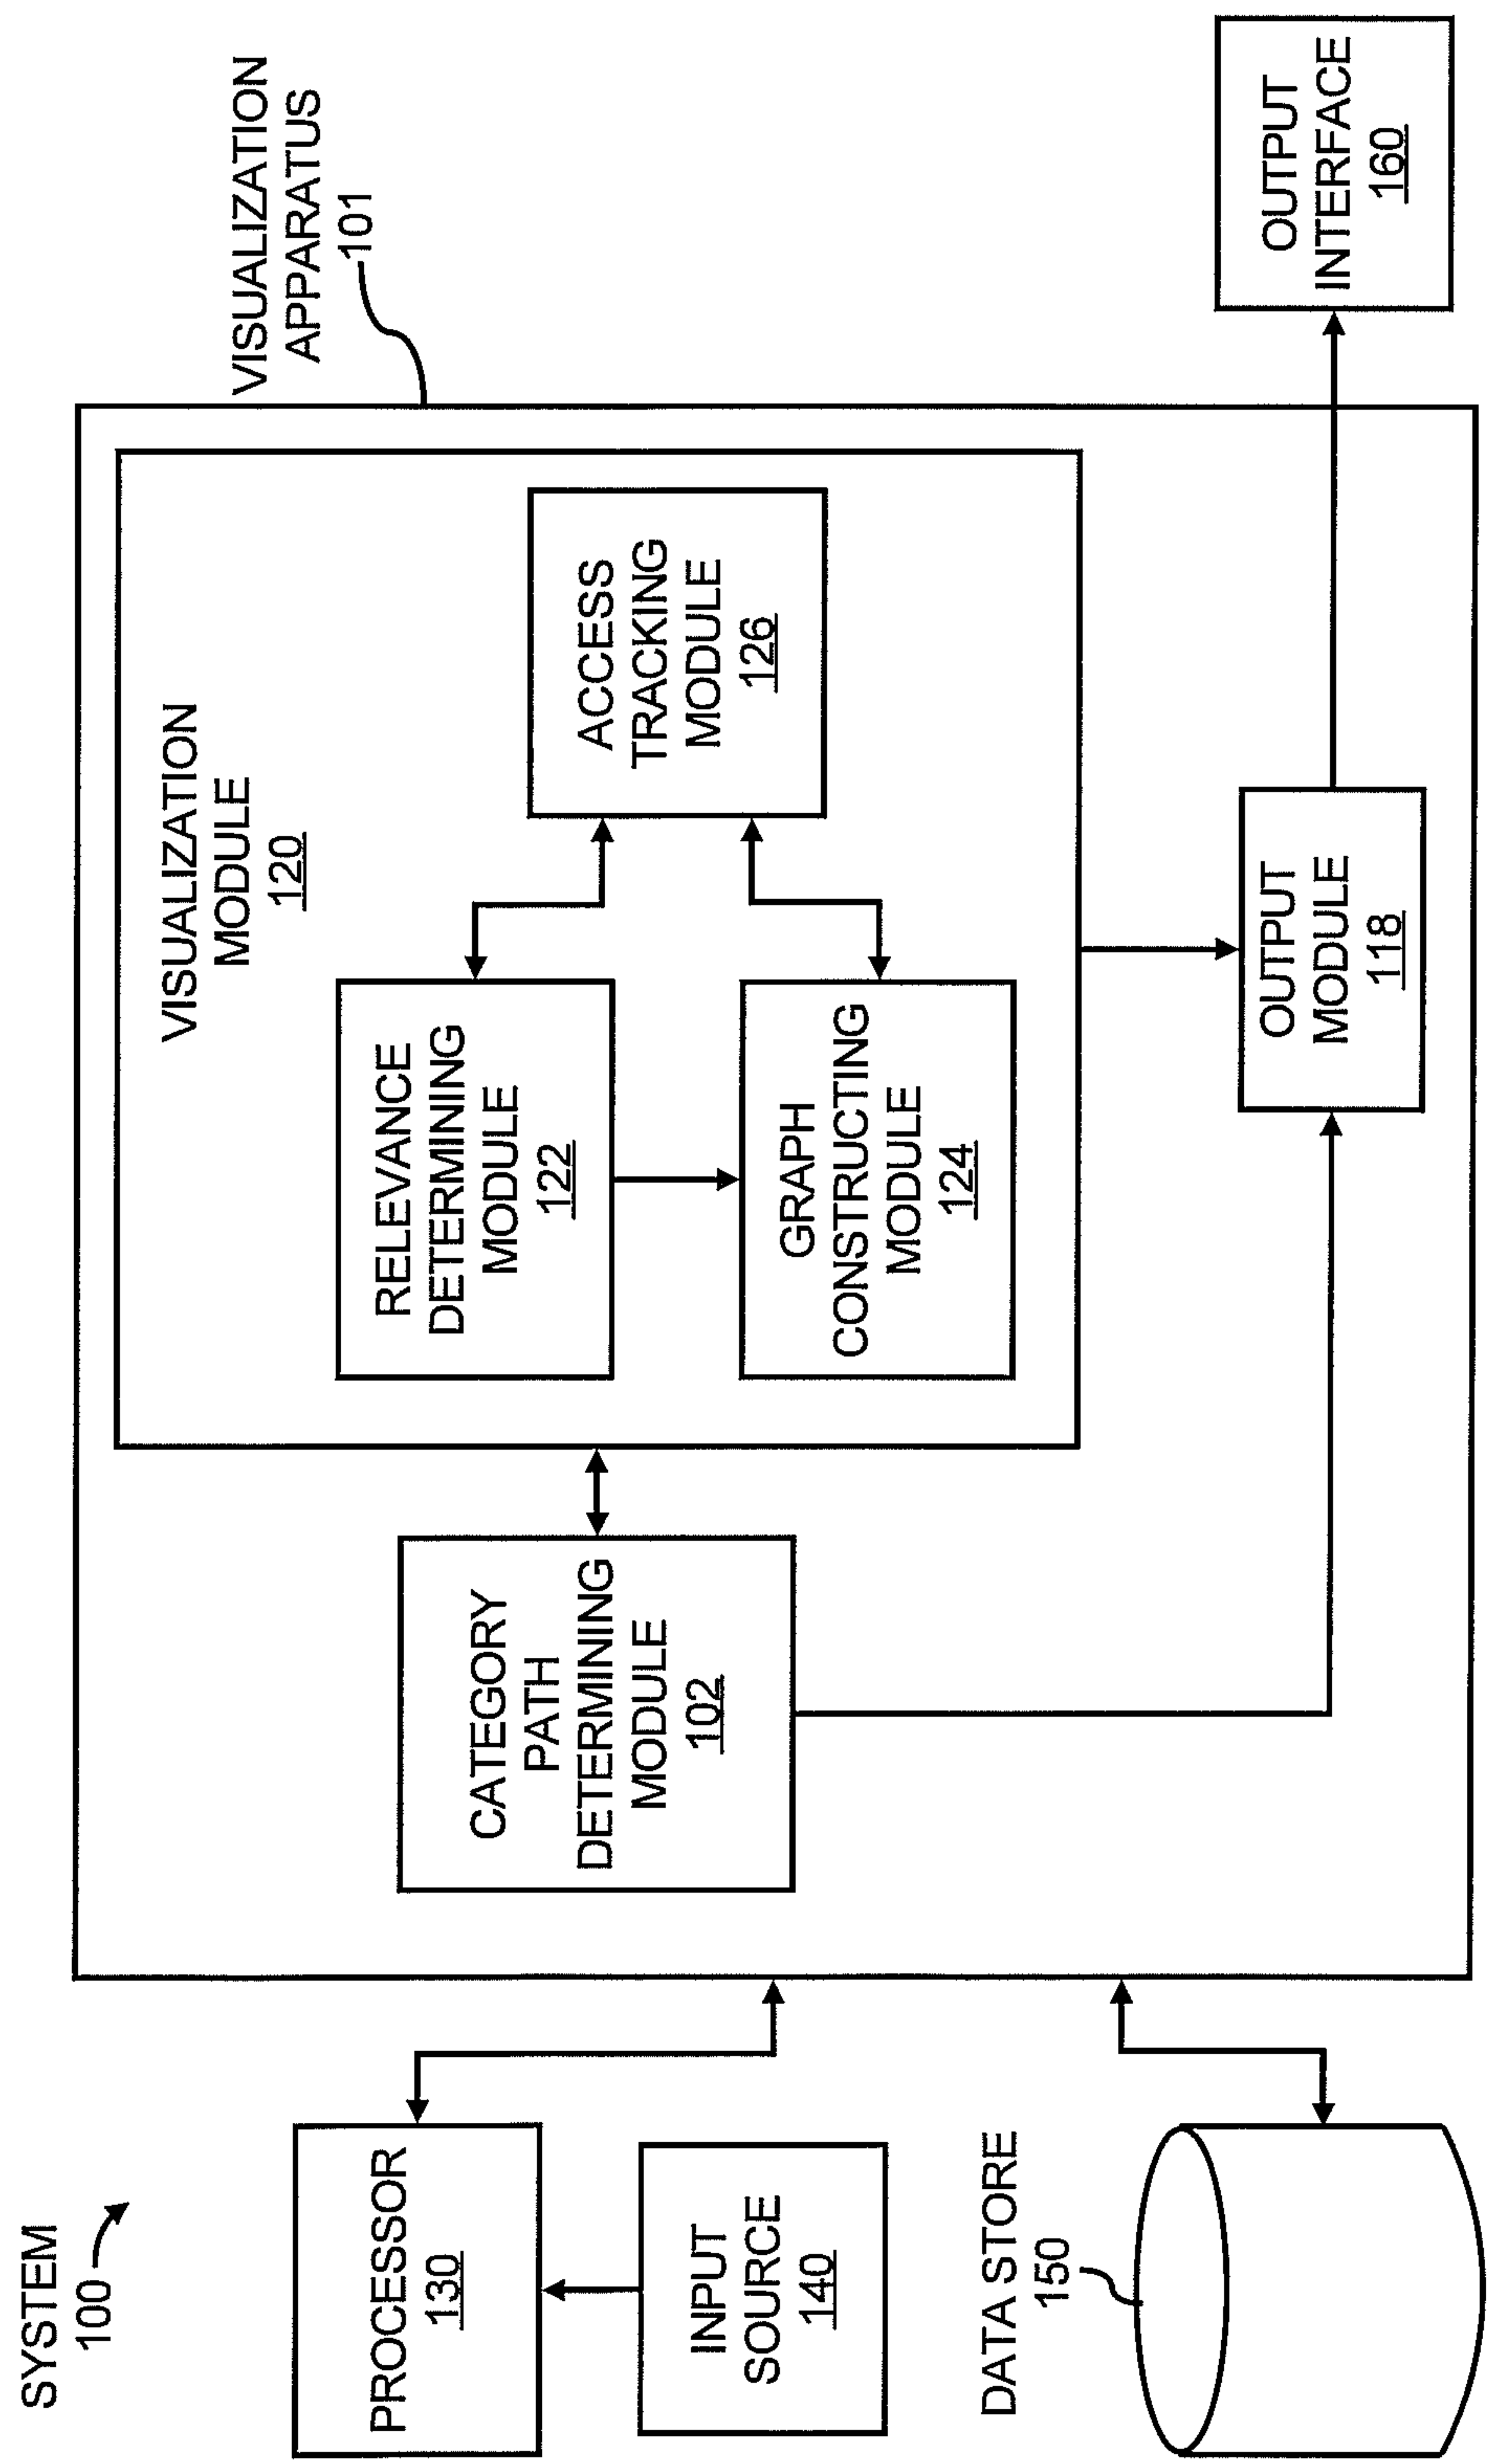 SYSTEM
100
PROCESSOR
130
INPUT
SOURCE
140
DATA STORE
150
VISUALIZATION
APPARATUS
101
CATEGORY
PATH
DETERMINING
MODULE
102
VISUALIZATION
MODULE
120
RELEVANCE
DETERMINING
MODULE
122
GRAPH
CONSTRUCTING
MODULE
124
ACCESS
TRACKING
MODULE
126
OUTPUT
MODULE
118
OUTPUT
INTERFACE
160